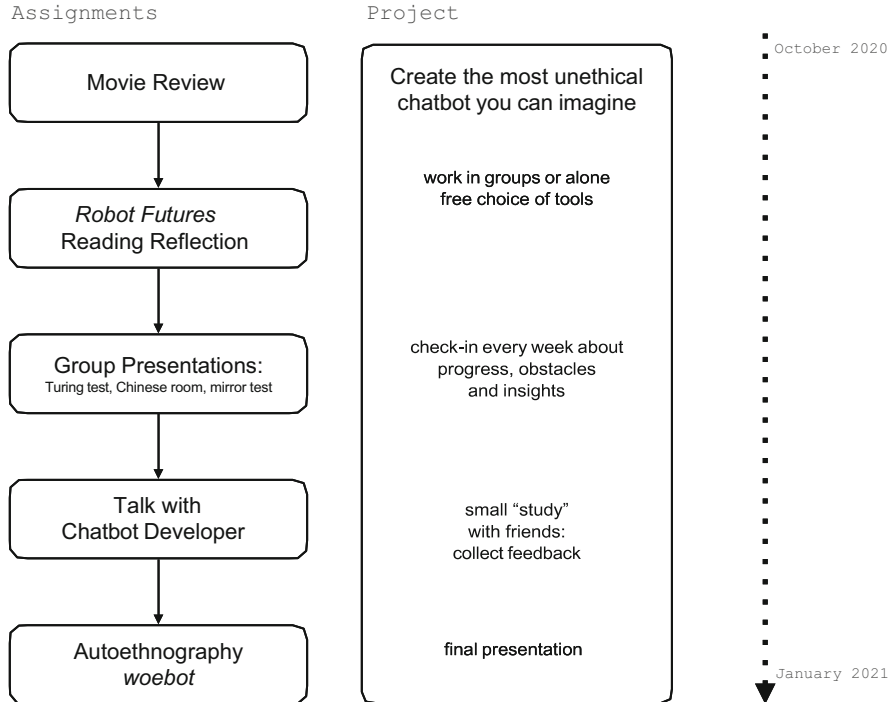 Assignments
Movie Review
Robot Futures
Reading Reflection
Group Presentations:
Turing test, Chinese room, mirror test
Talk with
Chatbot Developer
Autoethnography
woebot
Project
Create the most unethical
chatbot you can imagine
work in groups or alone
free choice of tools
check-in every week about
progress, obstacles
and insights
small “study”
with friends:
collect feedback
final presentation
October 2020
January 2021